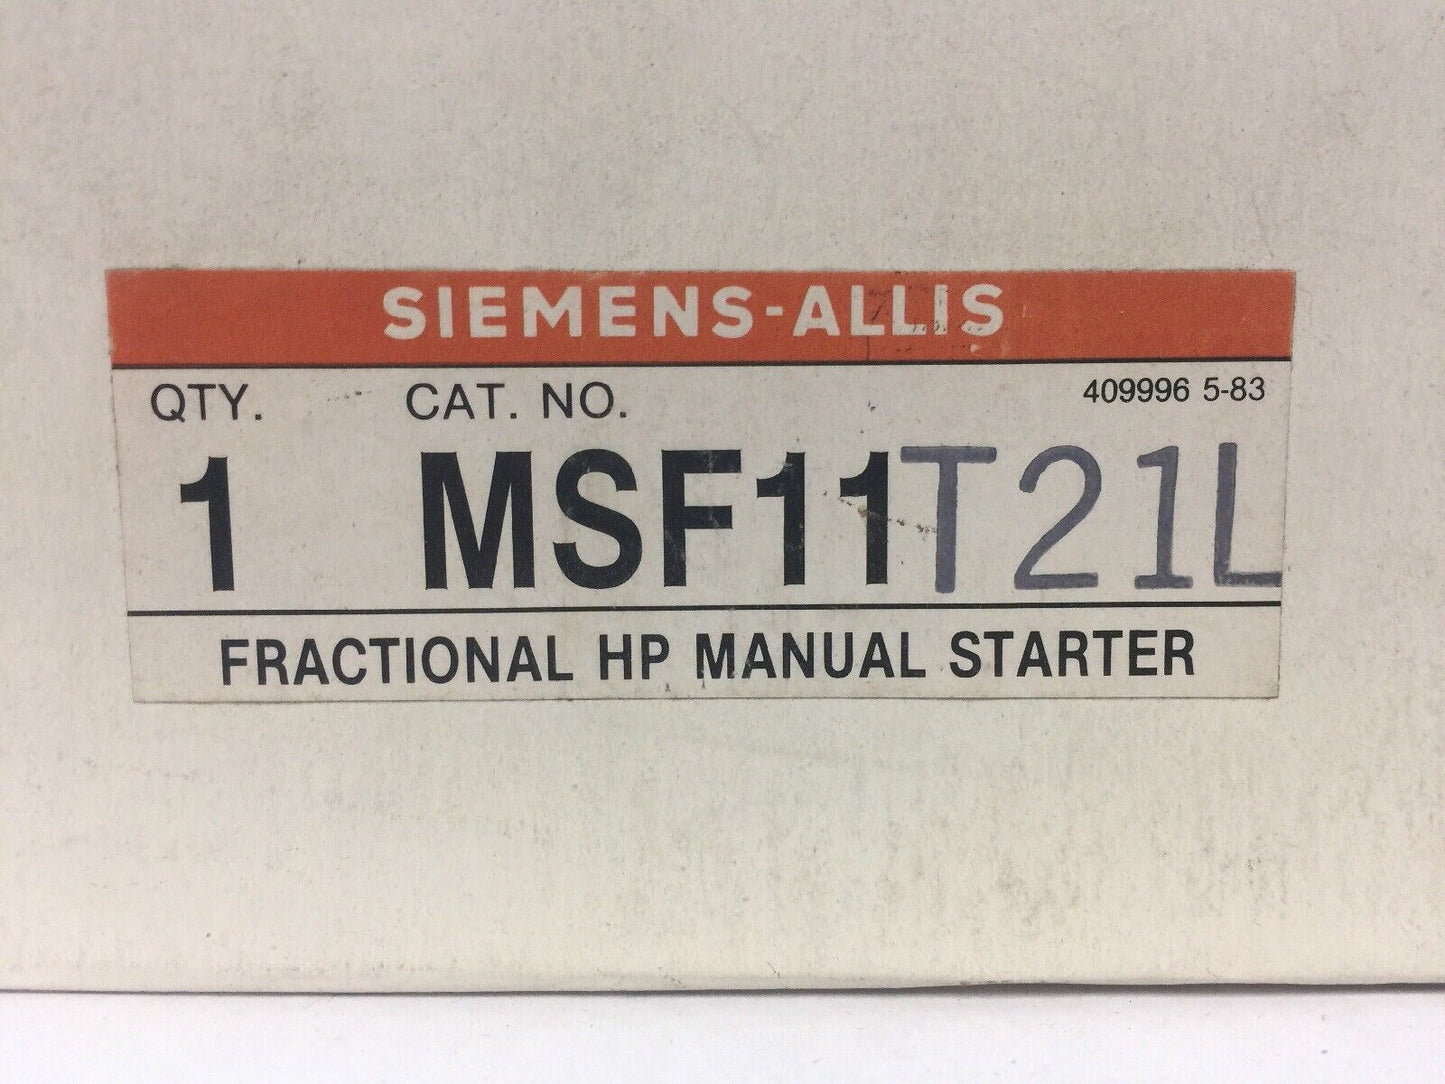 SIEMENS-ALLIS
QTY. CAT. NO. 409996 5-83
1 MSF11T21L
FRACTIONAL HP MANUAL STARTER